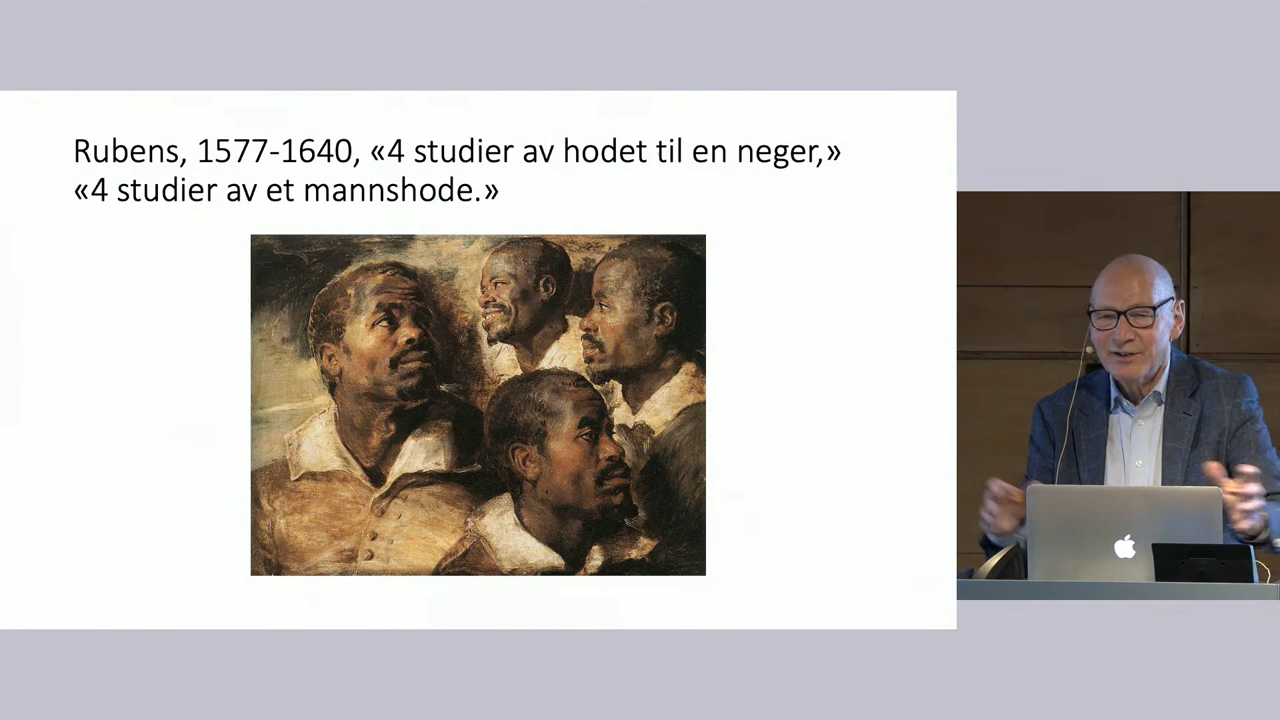 Rubens, 1577-1640, «4 studier av hodet til en neger,»
«4 studier av et mannshode.»